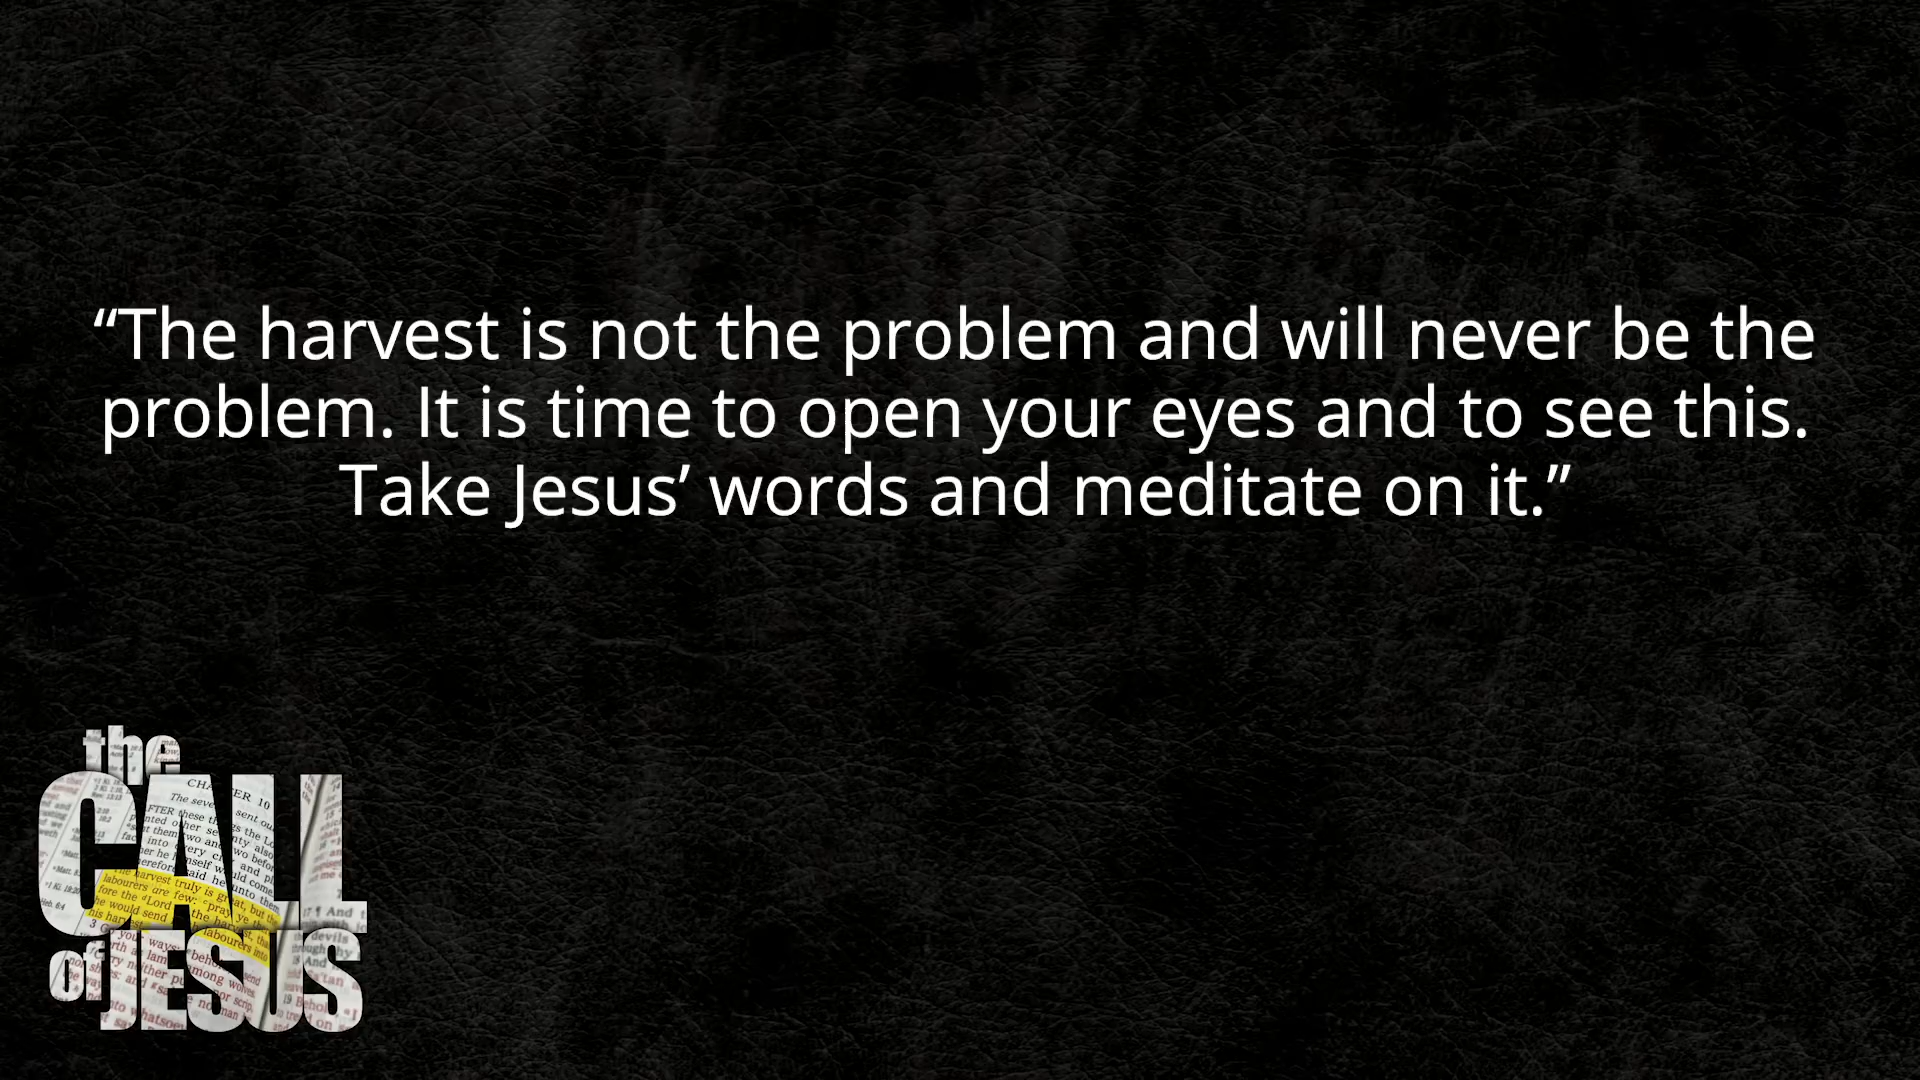 “The harvest is not the problem and will never be the
problem. It is time to open your eyes and to see this.
Take Jesus’ words and meditate on it.”
the
CALL
of JESUS